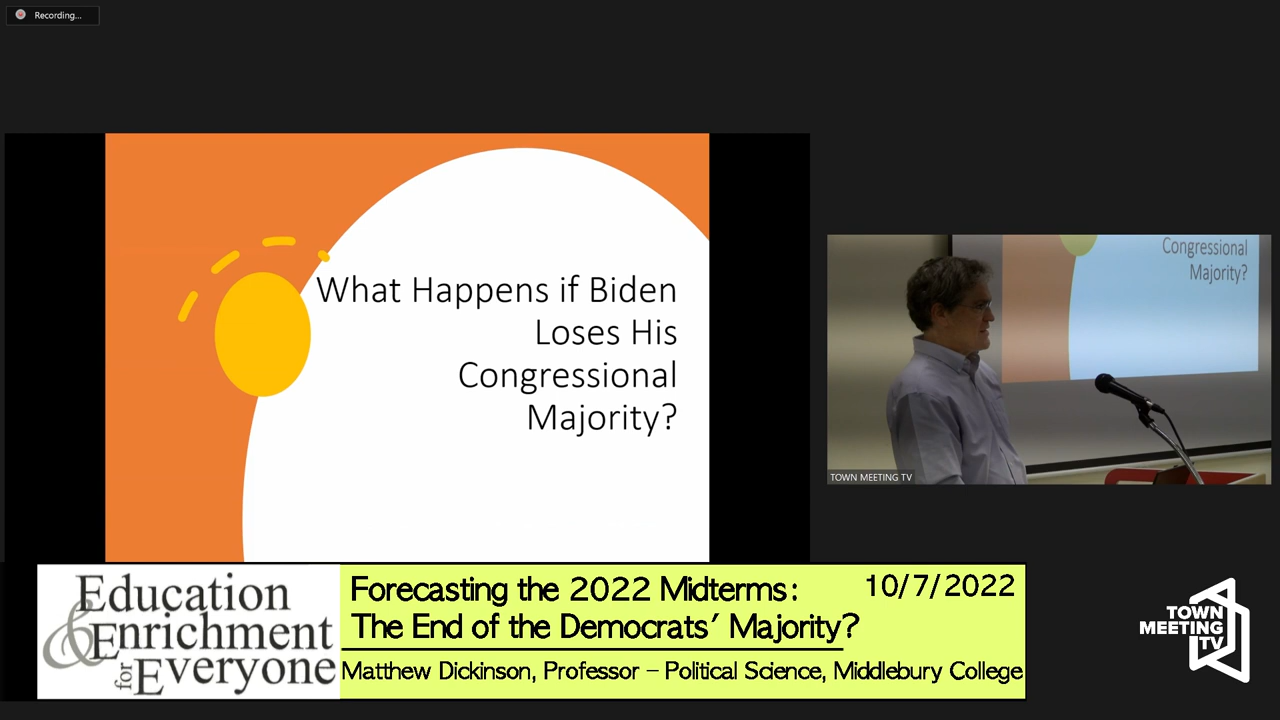 Recording...
What Happens if Biden
Loses His
Congressional
Majority?
Congressional
Majority?
TOWN MEETING TV
Education
& Enrichment
for Everyone
Forecasting the 2022 Midterms:
10/7/2022
The End of the Democrats' Majority?
Matthew Dickinson, Professor – Political Science, Middlebury College
TOWN
MEETING
TV